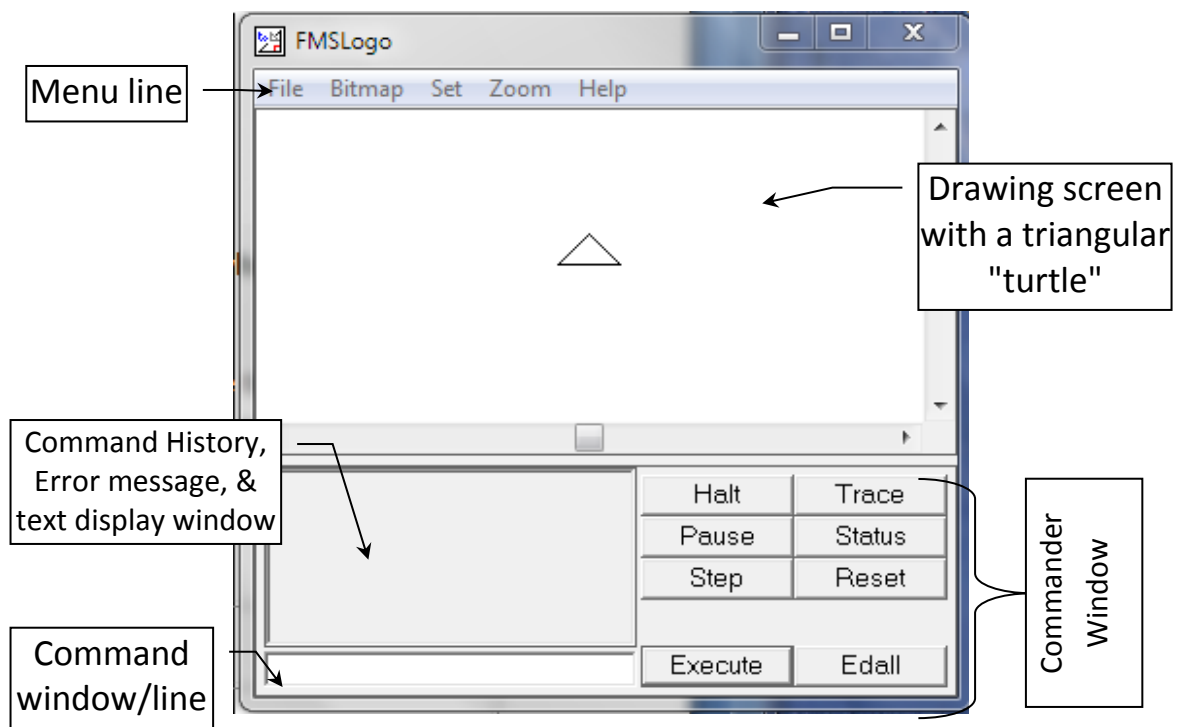 FMSLogo
Menu line
File Bitmap Set Zoom Help
Drawing screen
with a triangular
"turtle"
Command History,
Error message, &
text display window
Halt Trace
Pause Status
Step Reset
Commander
Window
Command
window/line
Execute Edall